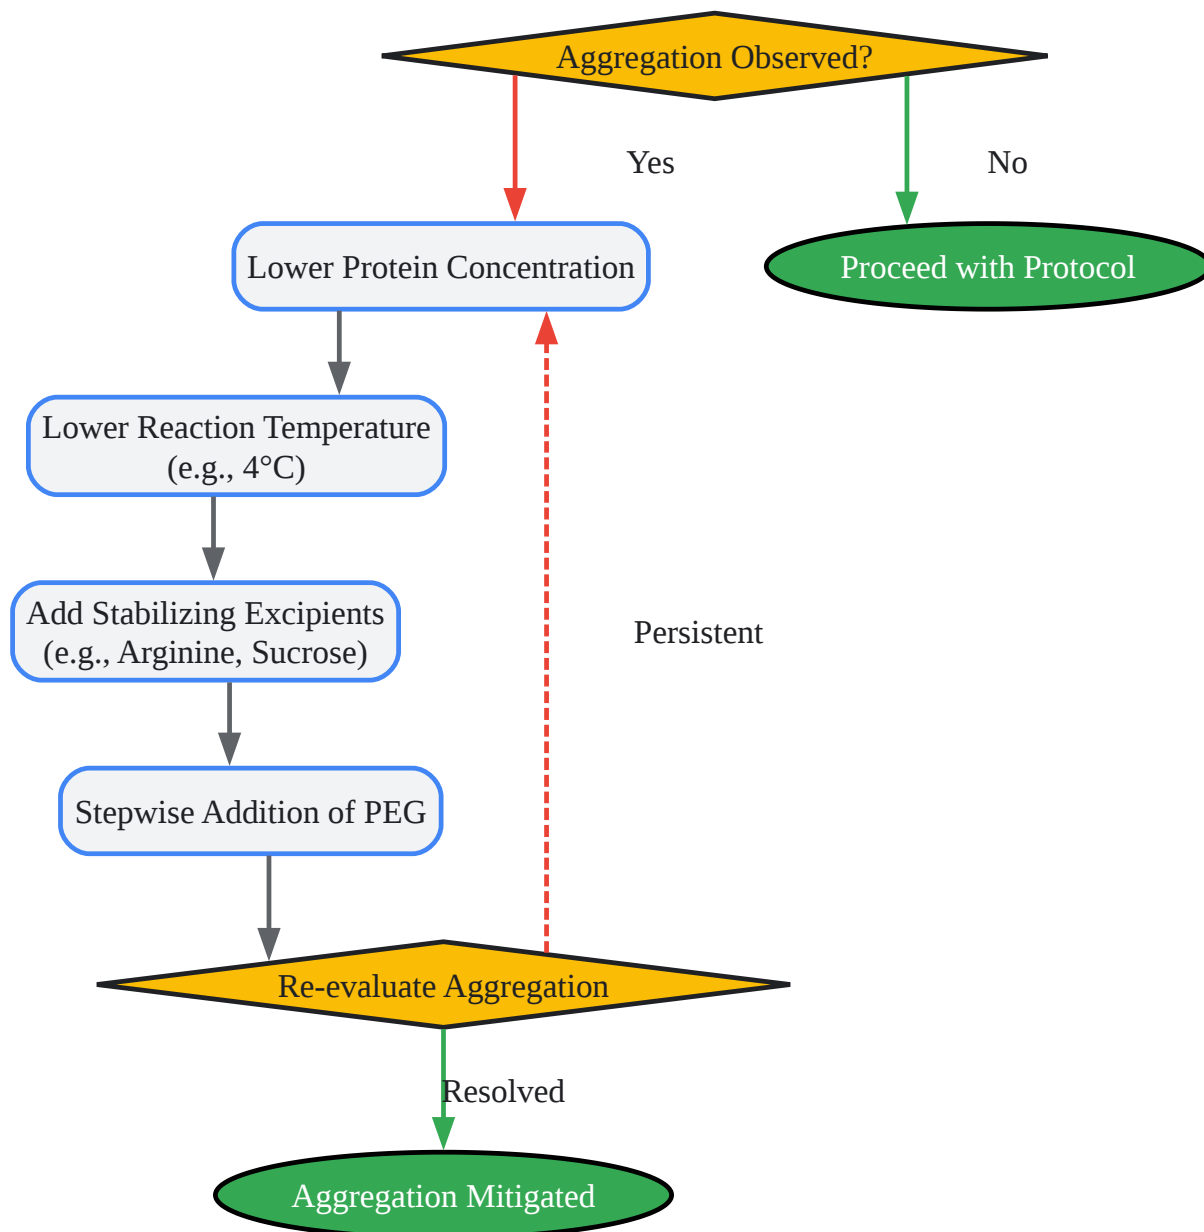 Aggregation Observed?
Yes
No
Lower Protein Concentration
Proceed with Protocol
Lower Reaction Temperature
(e.g., 4°C)
Add Stabilizing Excipients
(e.g., Arginine, Sucrose)
Persistent
Stepwise Addition of PEG
Re-evaluate Aggregation
Resolved
Aggregation Mitigated